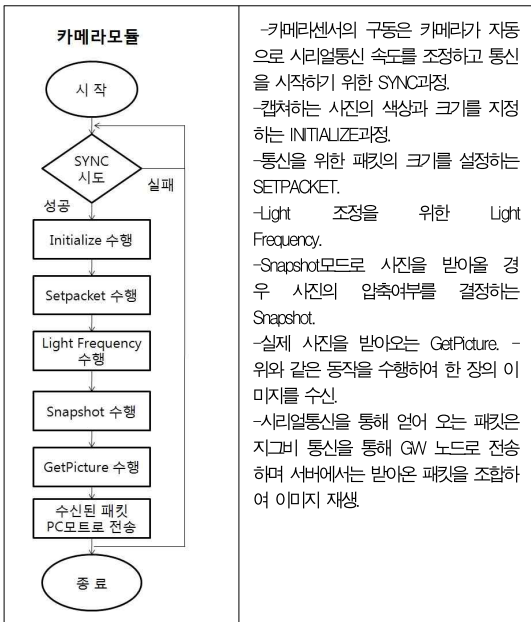 카메라모듈
시 작
SYNC
시도
실패
성공
Initialize 수행
Setpacket 수행
Light Frequency
수행
Snapshot 수행
GetPicture 수행
수신된 패킷
PC모트로 전송
종 료
-카메라센서의 구동은 카메라가 자동
으로 시리얼통신 속도를 조정하고 통신
을 시작하기 위한 SYNC과정.
-캡쳐하는 사진의 색상과 크기를 지정
하는 INITIALIZE과정.
-통신을 위한 패킷의 크기를 설정하는
SETPACKET.
-Light 조정을 위한 Light
Frequency.
-Snapshot모드로 사진을 받아올 경
우 사진의 압축여부를 결정하는
Snapshot.
-실제 사진을 받아오는 GetPicture. -
위와 같은 동작을 수행하여 한 장의 이
미지를 수신.
-시리얼통신을 통해 얻어 오는 패킷은
지그비 통신을 통해 GW 노드로 전송
하며 서버에서는 받아온 패킷을 조합하
여 이미지 재생.